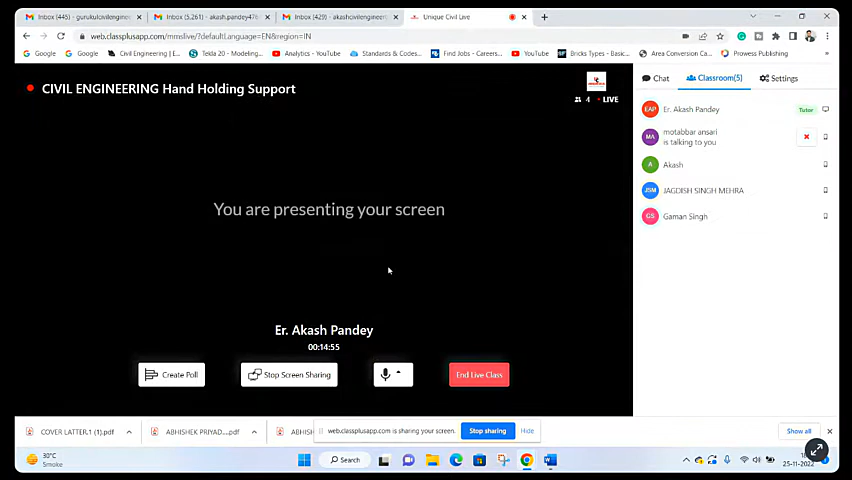 Inbox (445) - gurukulcivilengineer
Inbox (5,261) - akash.pandey476
Inbox (429) - akashcivilengineer
Unique Civil Live
web.classplusapp.com/mmslive/?defaultLanguage=EN&region=IN
Google
Google
Civil Engineering | E...
Tekla 20 - Modeling...
Analytics - YouTube
Standards & Codes...
Find Jobs - Careers...
YouTube
Bricks Types - Basic...
Area Conversion Ca...
Prowess Publishing
CIVIL ENGINEERING Hand Holding Support
4 LIVE
You are presenting your screen
Er. Akash Pandey
00:14:55
Create Poll
Stop Screen Sharing
End Live Class
Chat
Classroom(5)
Settings
EAP Er. Akash Pandey Tutor
MA motabbar ansari
is talking to you
A Akash
JSM JAGDISH SINGH MEHRA
GS Gaman Singh
COVER LATTER.1 (1).pdf
ABHISHEK PRIYAD....pdf
web.classplusapp.com is sharing your screen.
Stop sharing
Hide
Show all
30°C
Smoke
Search
25-11-2022